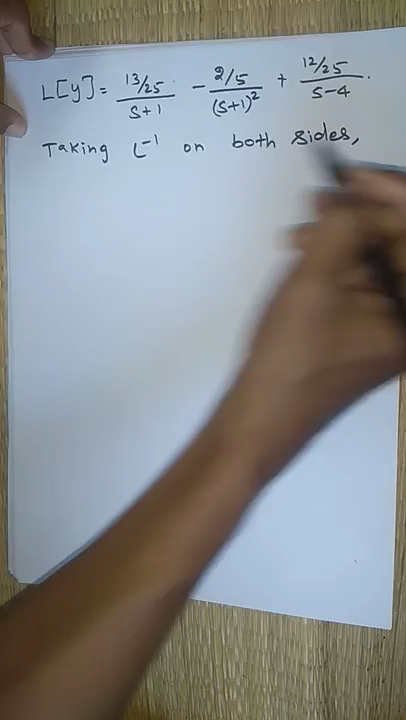 L[y] = 13/25 / s+1 - 2/5 / (s+1)² + 12/25 / s-4 .
Taking L⁻¹ on both sides,